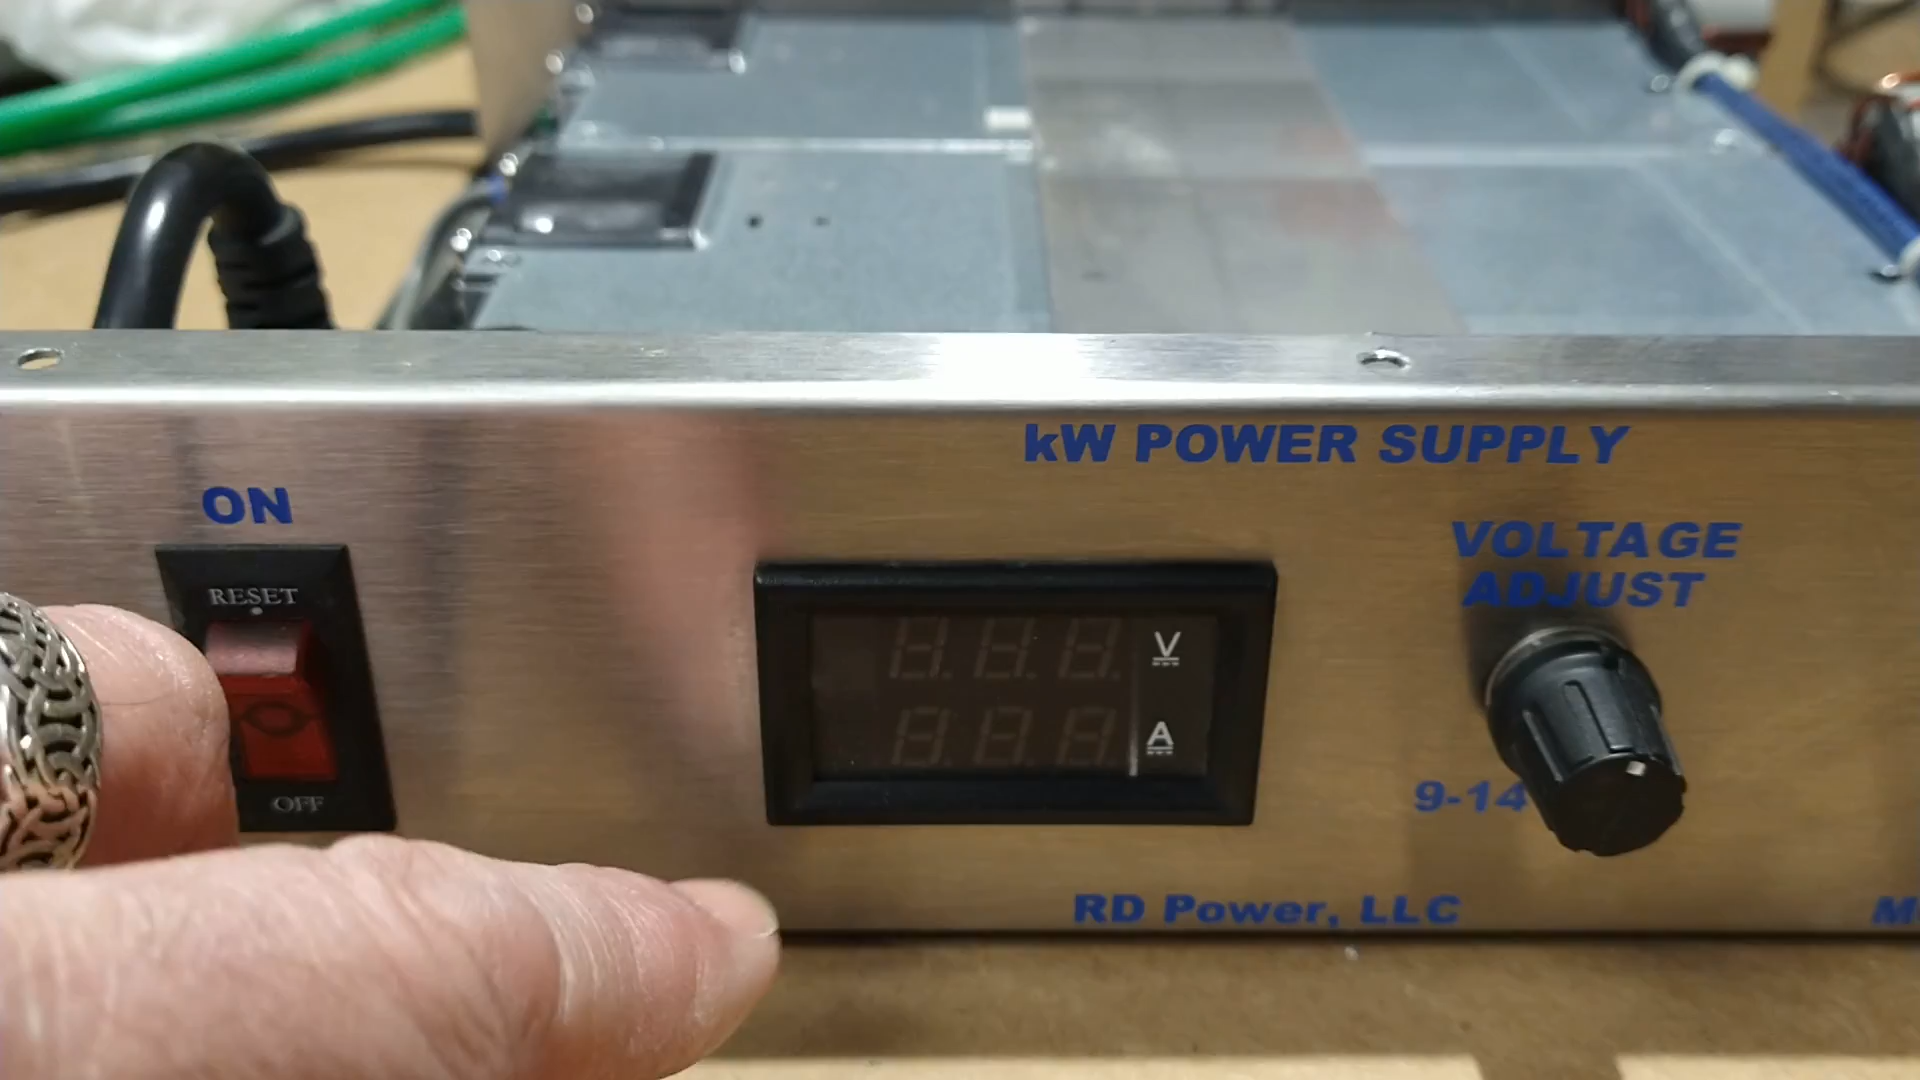 kW POWER SUPPLY
ON
VOLTAGE
ADJUST
RESET
V
A
OFF
9-14
RD Power, LLC